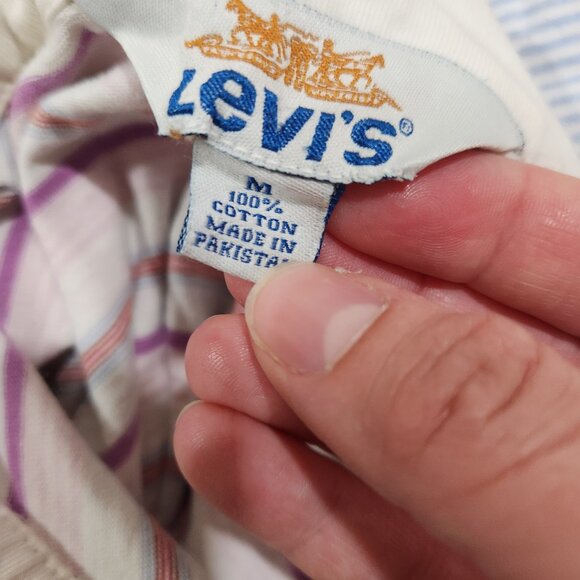 Levi's®
M
100%
COTTON
MADE IN
PAKISTA